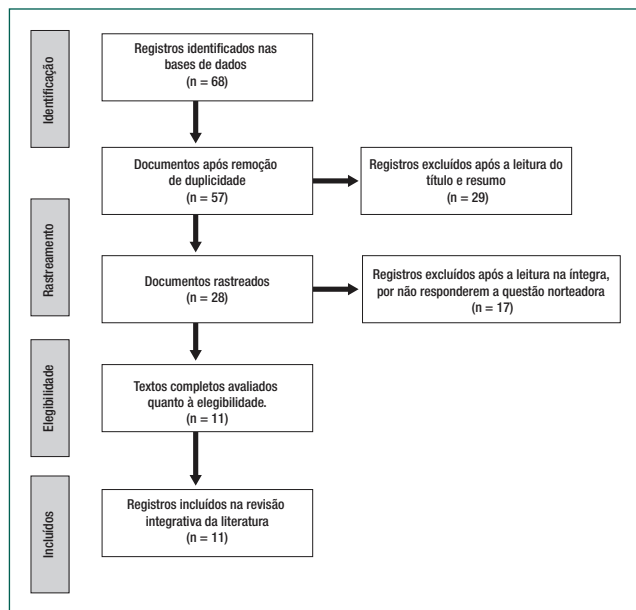 Identificação
Registros identificados nas
bases de dados
(n = 68)
Documentos após remoção
de duplicidade
(n = 57)
Registros excluídos após a leitura do
título e resumo
(n = 29)
Rastreamento
Documentos rastreados
(n = 28)
Registros excluídos após a leitura na íntegra,
por não responderem a questão norteadora
(n = 17)
Elegibilidade
Textos completos avaliados
quanto à elegibilidade.
(n = 11)
Incluídos
Registros incluídos na revisão
integrativa da literatura
(n = 11)